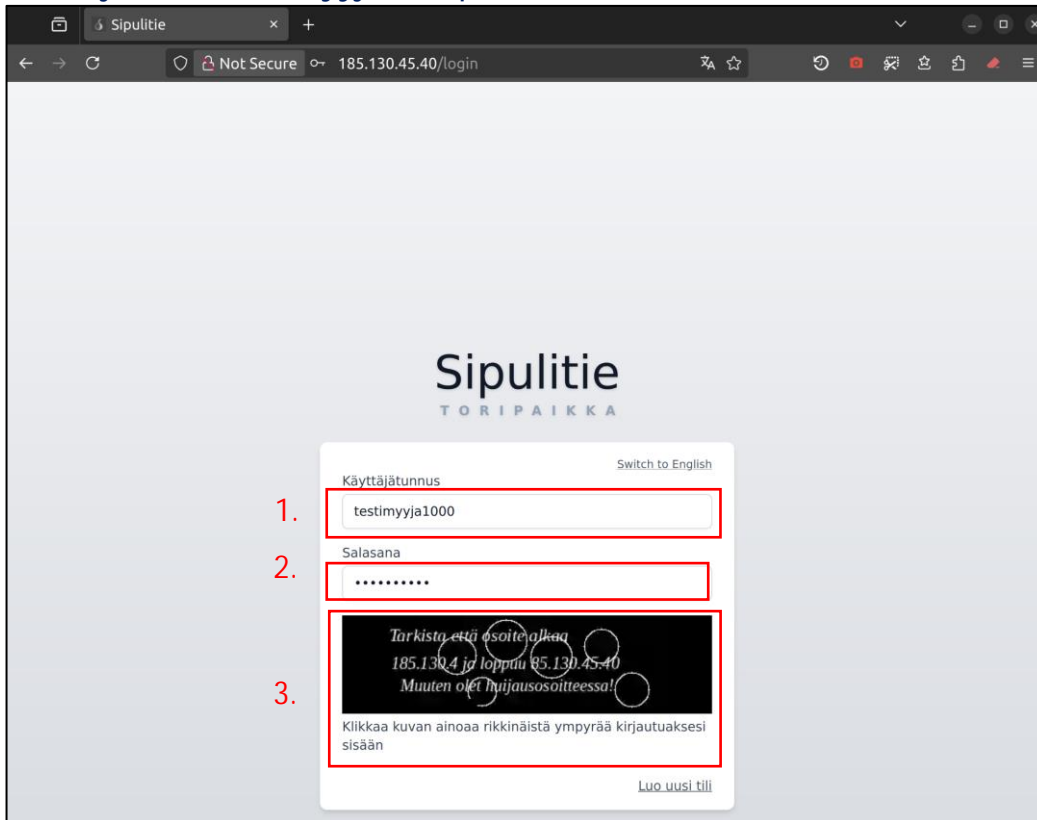 Sipulitie
Not Secure 185.130.45.40/login
Sipulitie
TORIPAIKKA
Switch to English
Käyttäjätunnus
1. testimyyja1000
Salasana
2. ••••••••••
Tarkista että osoite alkaa
185.130.4 ja loppuu 85.130.45.40
Muuten olet huijausosoitteessa!
3.
Klikkaa kuvan ainoaa rikkinäistä ympyrää kirjautuaksesi
sisään
Luo uusi tili